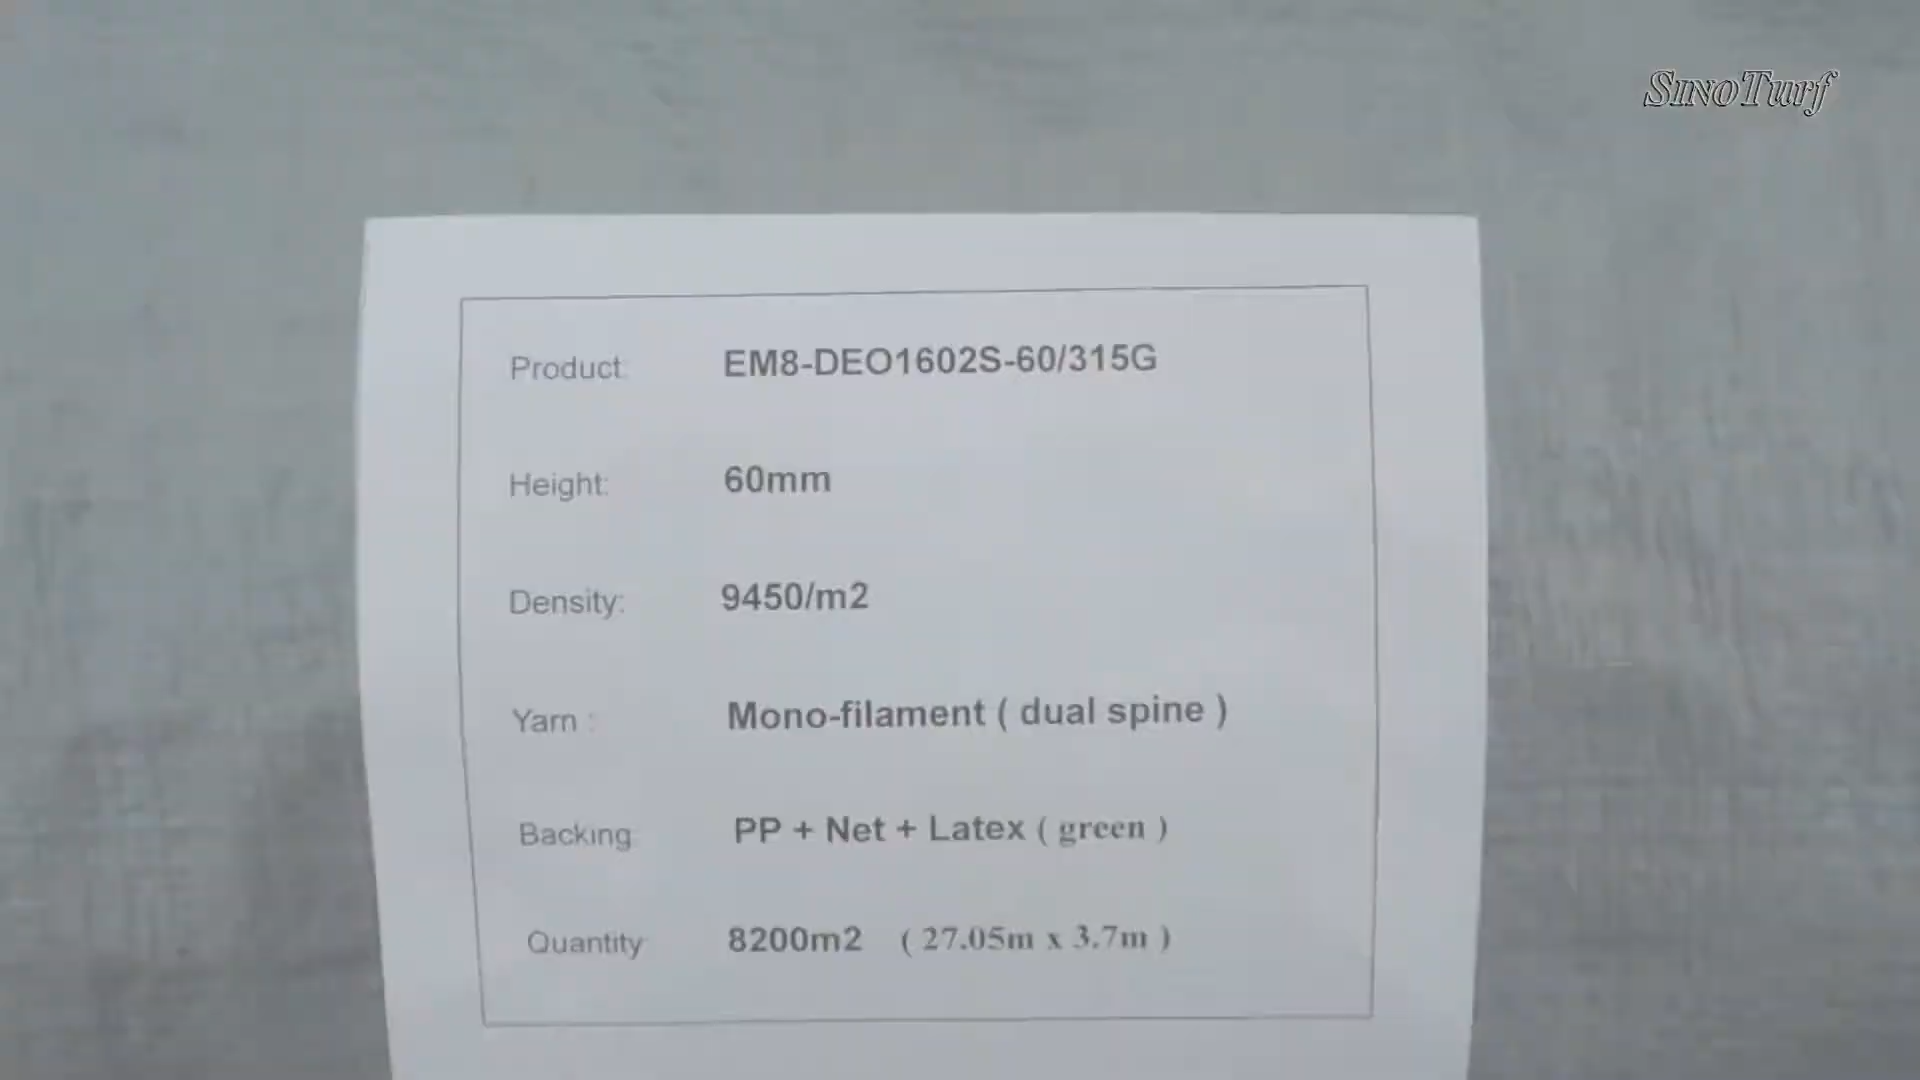 SinoTurf
Product: EM8-DEO1602S-60/315G
Height: 60mm
Density: 9450/m2
Yarn : Mono-filament ( dual spine )
Backing: PP + Net + Latex ( green )
Quantity 8200m2 ( 27.05m x 3.7m )